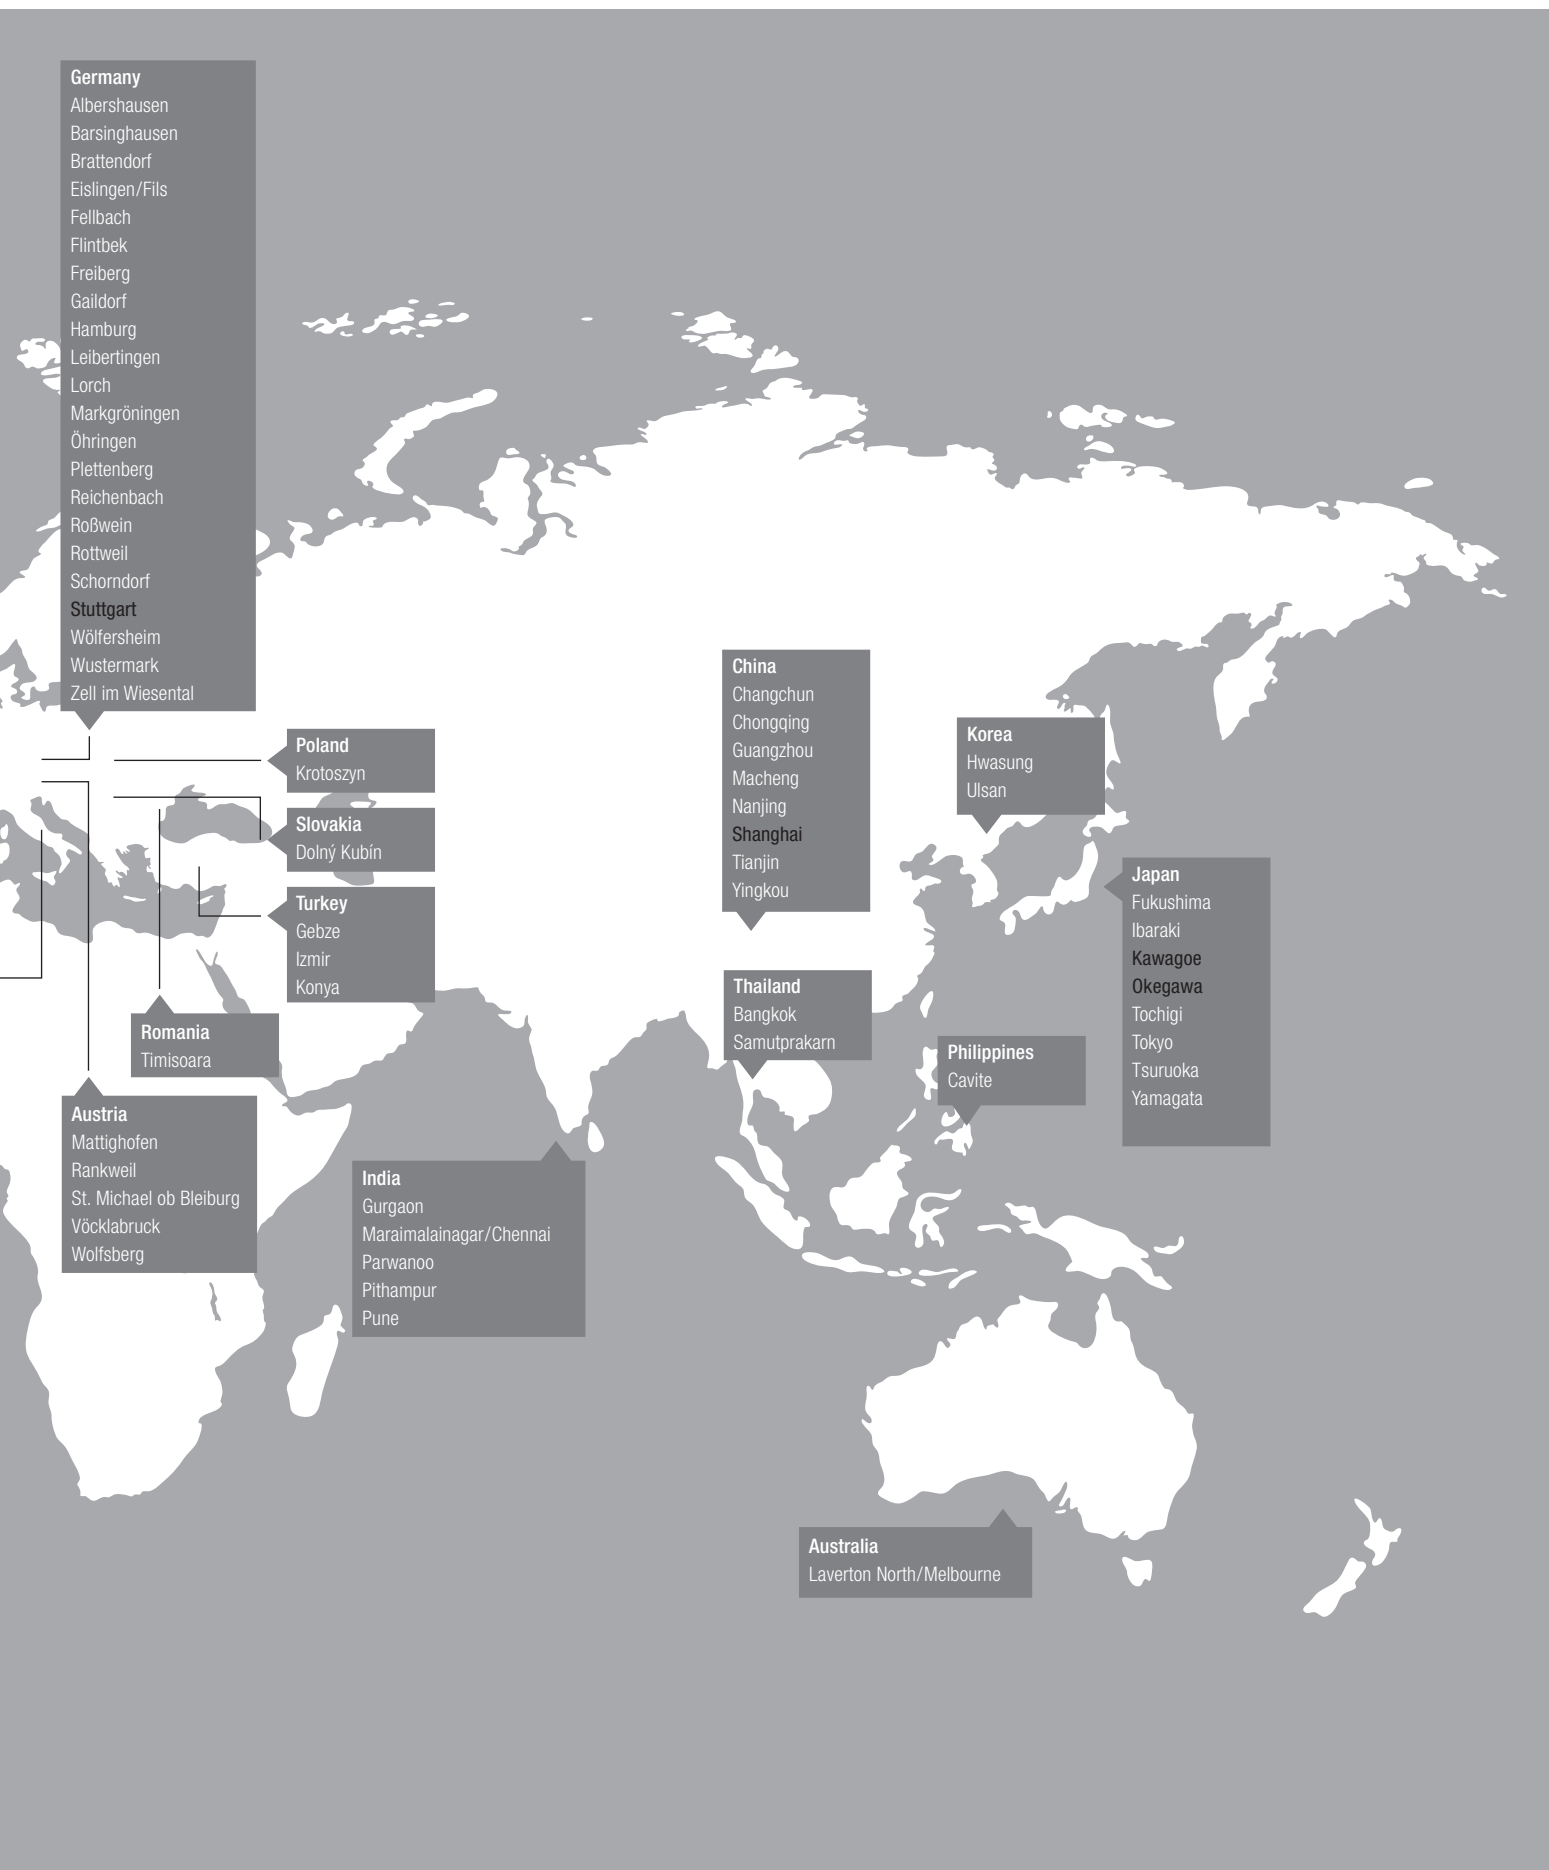 Germany
Albershausen
Barsinghausen
Brattendorf
Eislingen/Fils
Fellbach
Flintbek
Freiberg
Gaildorf
Hamburg
Leibertingen
Lorch
Markgröningen
Öhringen
Plettenberg
Reichenbach
Roßwein
Rottweil
Schorndorf
Stuttgart
Wölfersheim
Wustermark
Zell im Wiesental
Poland
Krotoszyn
Slovakia
Dolný Kubín
Turkey
Gebze
Izmir
Konya
Romania
Timisoara
Austria
Mattighofen
Rankweil
St. Michael ob Bleiburg
Vöcklabruck
Wolfsberg
India
Gurgaon
Maraimalainagar/Chennai
Parwanoo
Pithampur
Pune
China
Changchun
Chongqing
Guangzhou
Macheng
Nanjing
Shanghai
Tianjin
Yingkou
Thailand
Bangkok
Samutprakarn
Korea
Hwasung
Ulsan
Philippines
Cavite
Japan
Fukushima
Ibaraki
Kawagoe
Okegawa
Tochigi
Tokyo
Tsuruoka
Yamagata
Australia
Laverton North/Melbourne